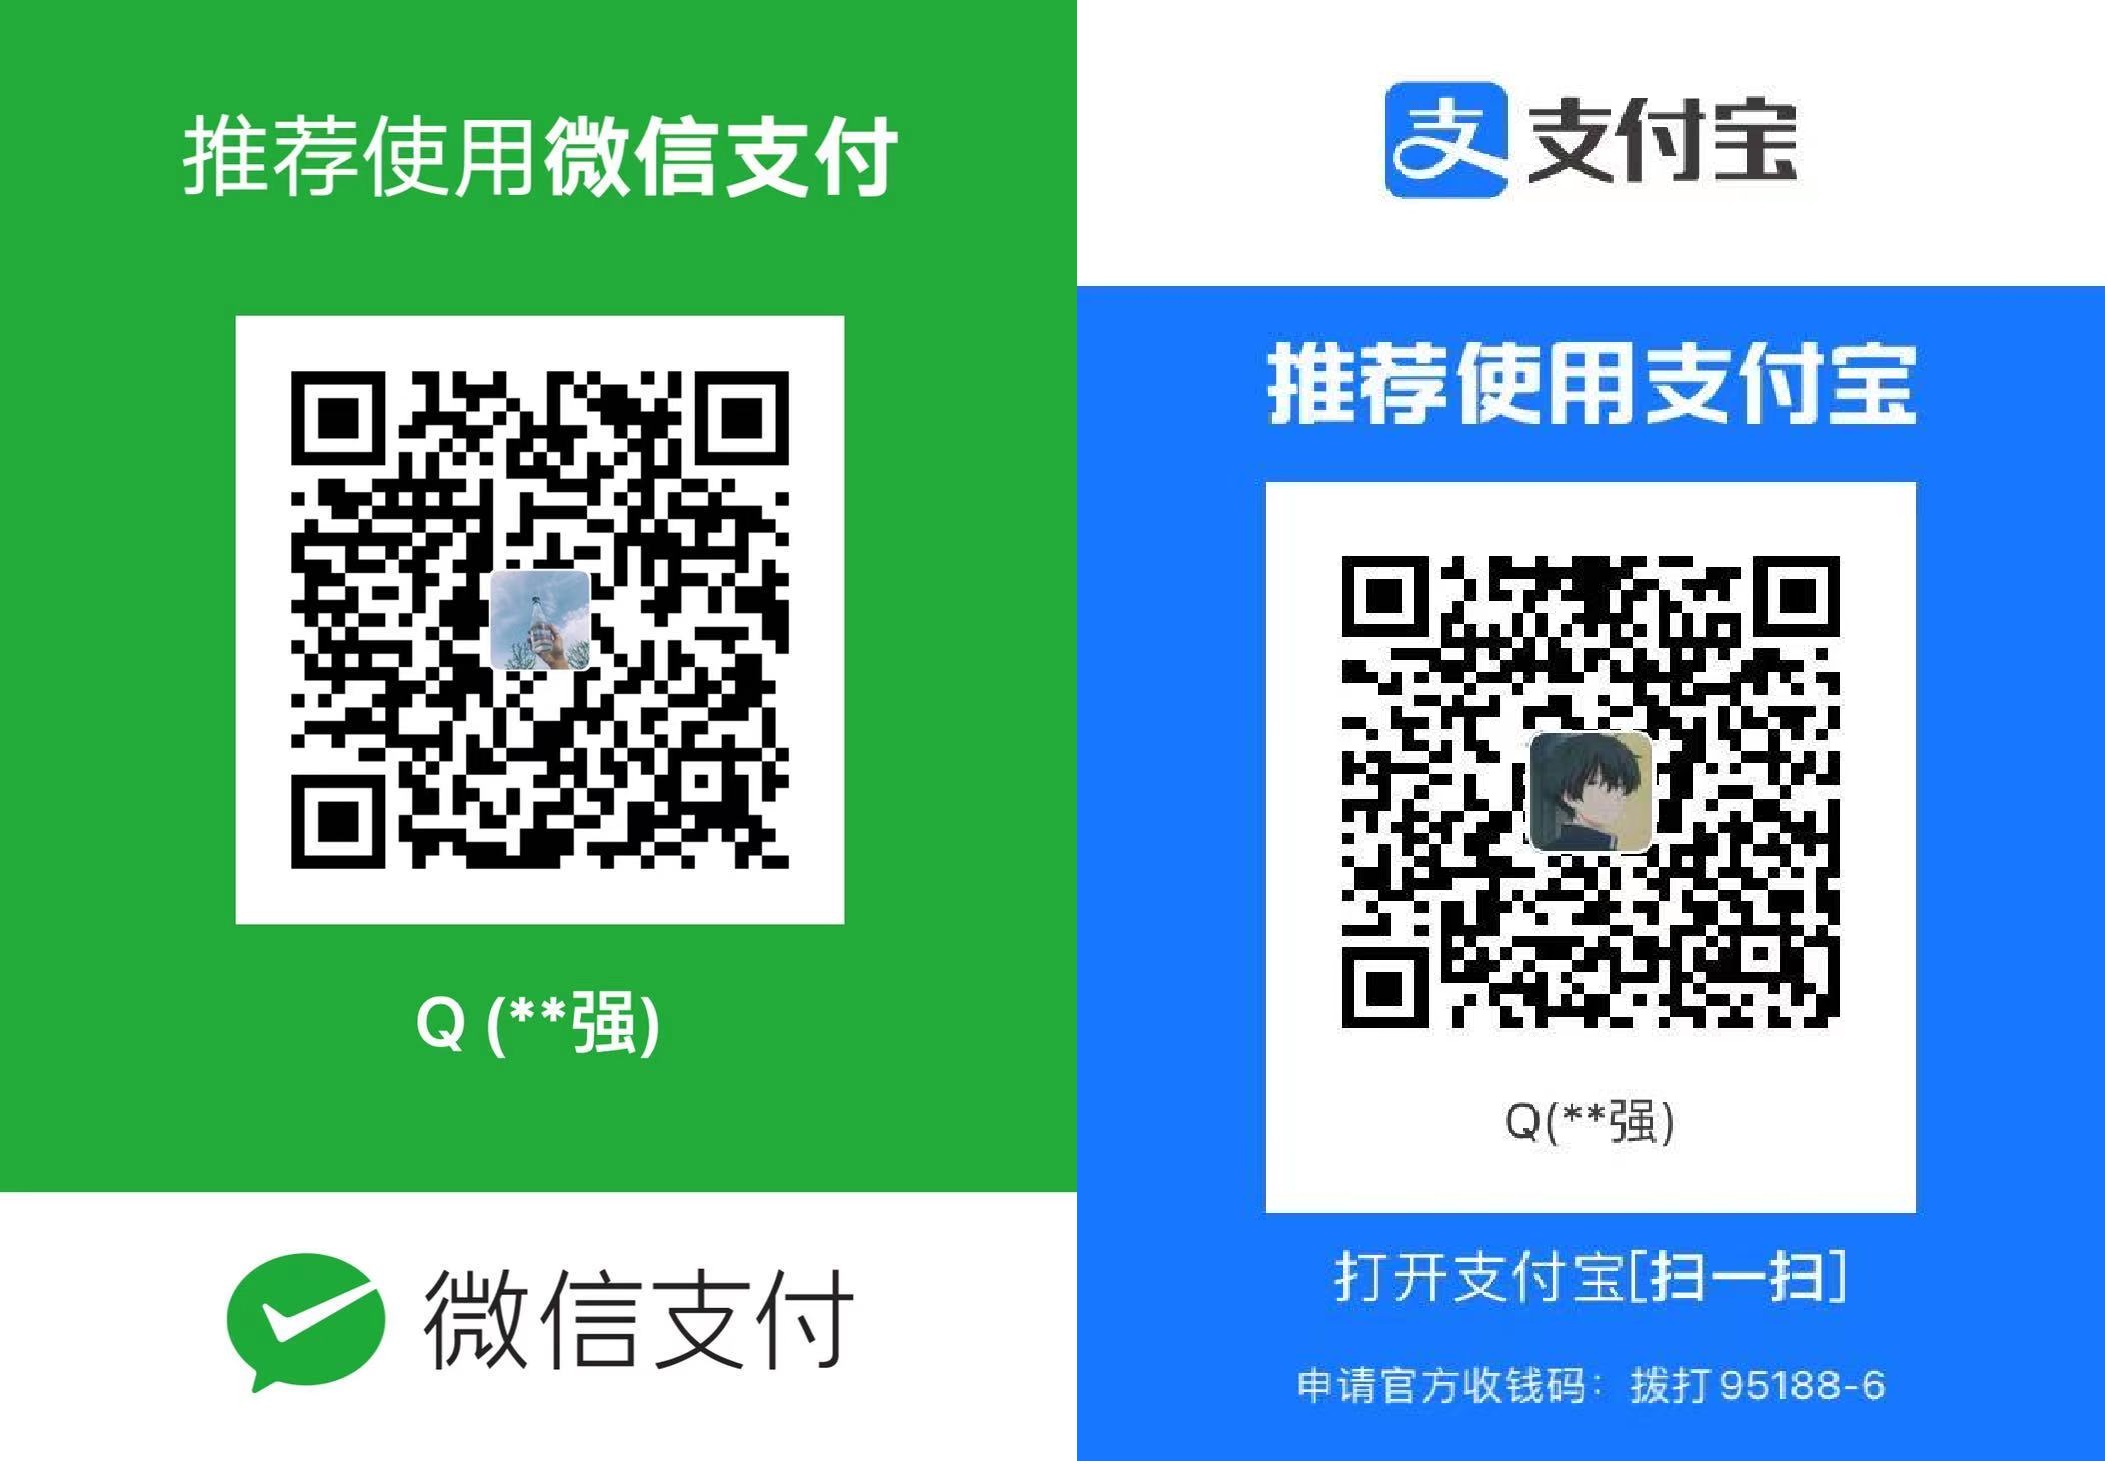 推荐使用微信支付
Q (**强)
微信支付
支 支付宝
推荐使用支付宝
Q(**强)
打开支付宝[扫一扫]
申请官方收钱码：拨打95188-6